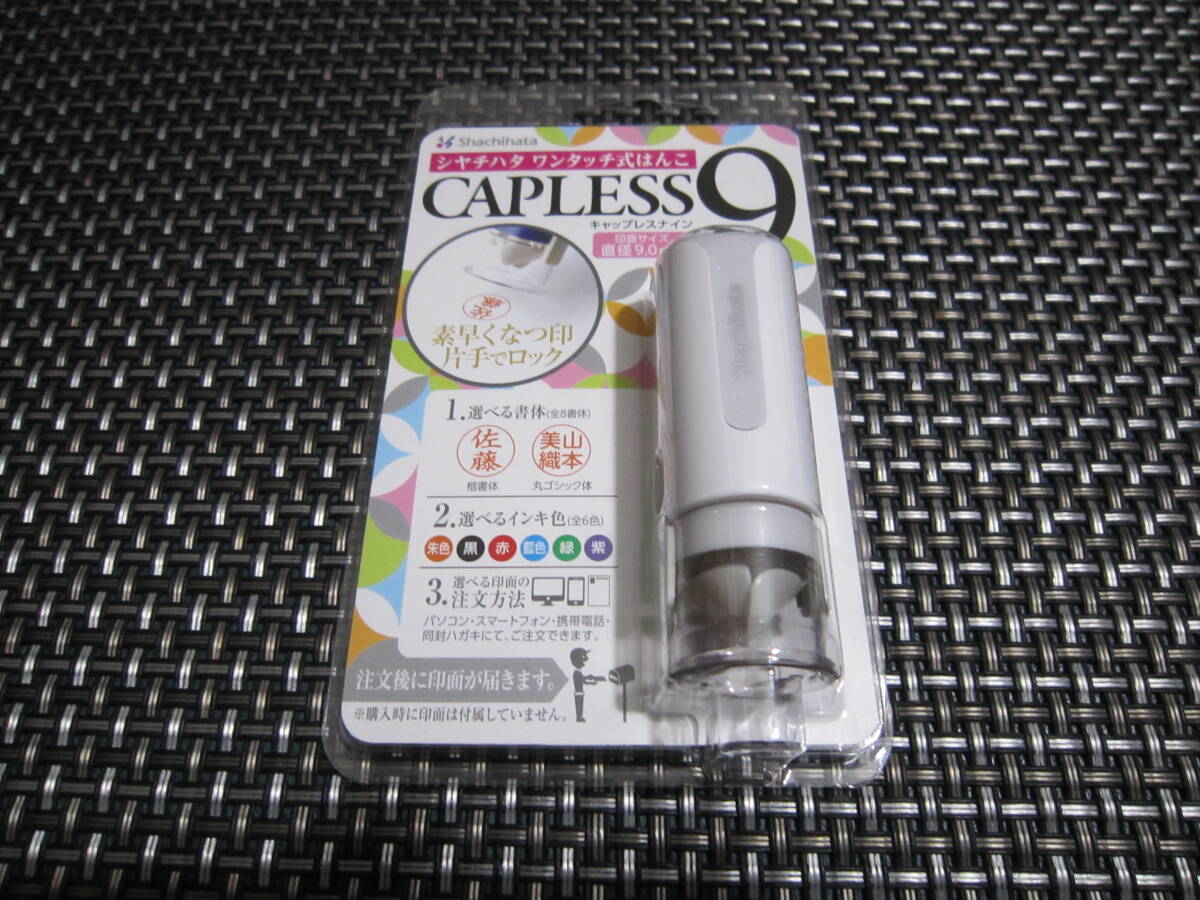 Shachihata
シヤチハタ ワンタッチ式はんこ
CAPLESS9
キャップレスナイン
印面サイズ
直径9.0
素早くなつ印
片手でロック
1.選べる書体(全8書体)
佐藤
美織 山本
楷書体
丸ゴシック体
2.選べるインキ色(全6色)
朱色 黒 赤 藍色 緑 紫
3.選べる印面の
注文方法
パソコン・スマートフォン・携帯電話・
同封ハガキにて、ご注文できます。
注文後に印面が届きます。
※購入時に印面は付属していません。
Shachihata